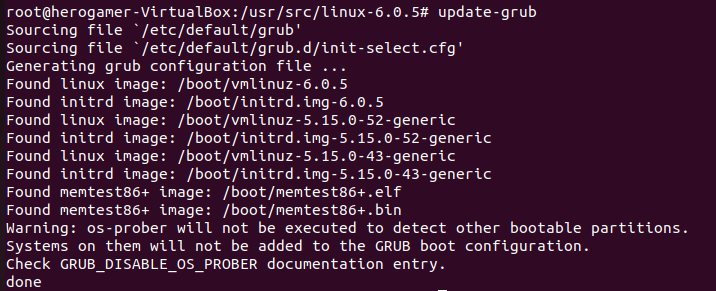 root@herogamer-VirtualBox:/usr/src/linux-6.0.5# update-grub
Sourcing file `/etc/default/grub'
Sourcing file `/etc/default/grub.d/init-select.cfg'
Generating grub configuration file ...
Found linux image: /boot/vmlinuz-6.0.5
Found initrd image: /boot/initrd.img-6.0.5
Found linux image: /boot/vmlinuz-5.15.0-52-generic
Found initrd image: /boot/initrd.img-5.15.0-52-generic
Found linux image: /boot/vmlinuz-5.15.0-43-generic
Found initrd image: /boot/initrd.img-5.15.0-43-generic
Found memtest86+ image: /boot/memtest86+.elf
Found memtest86+ image: /boot/memtest86+.bin
Warning: os-prober will not be executed to detect other bootable partitions.
Systems on them will not be added to the GRUB boot configuration.
Check GRUB_DISABLE_OS_PROBER documentation entry.
done